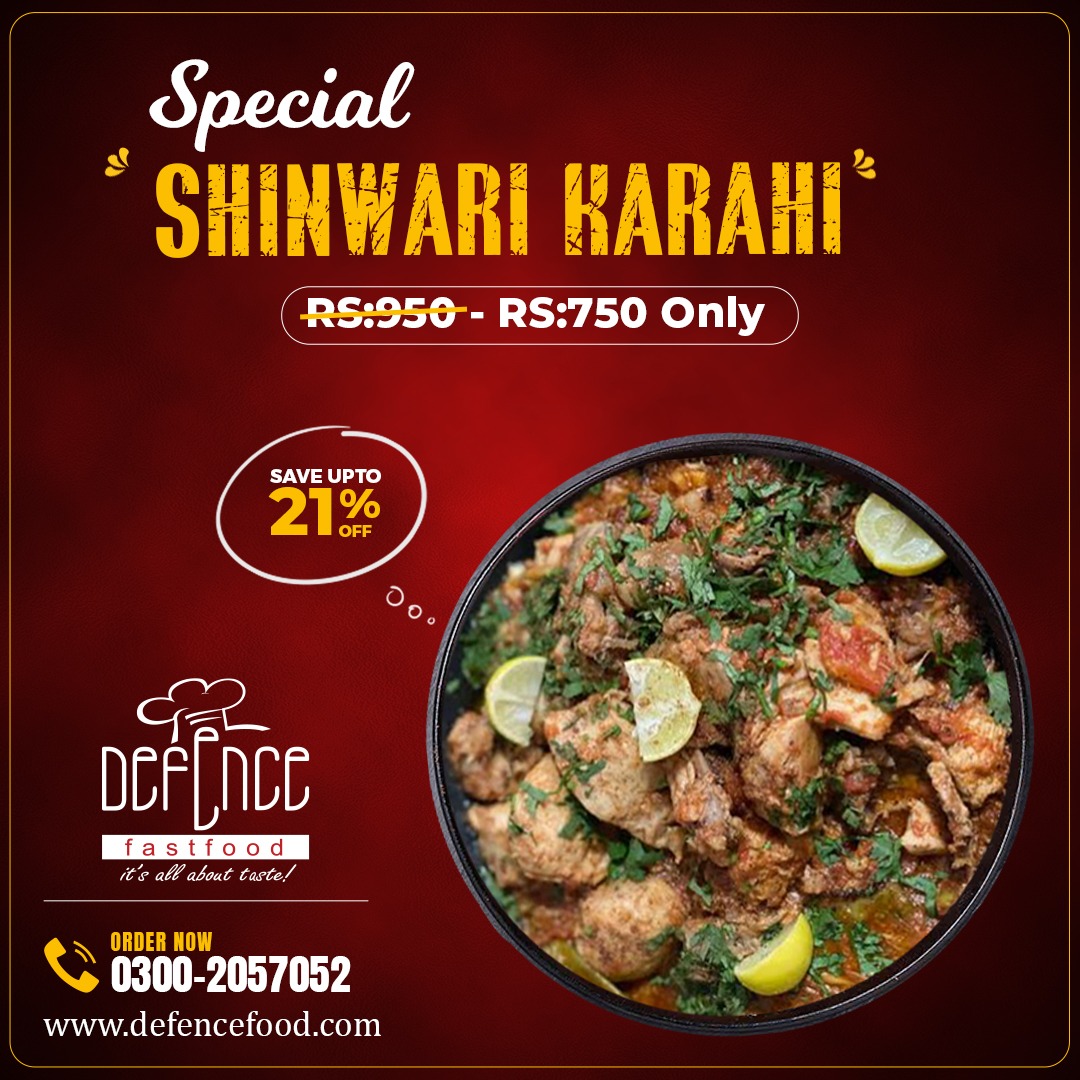 Special
SHINWARI KARAHI
RS:950 - RS:750 Only
SAVE UPTO
21%
OFF
DEFENCE
fastfood
it's all about taste!
ORDER NOW
0300-2057052
www.defencefood.com